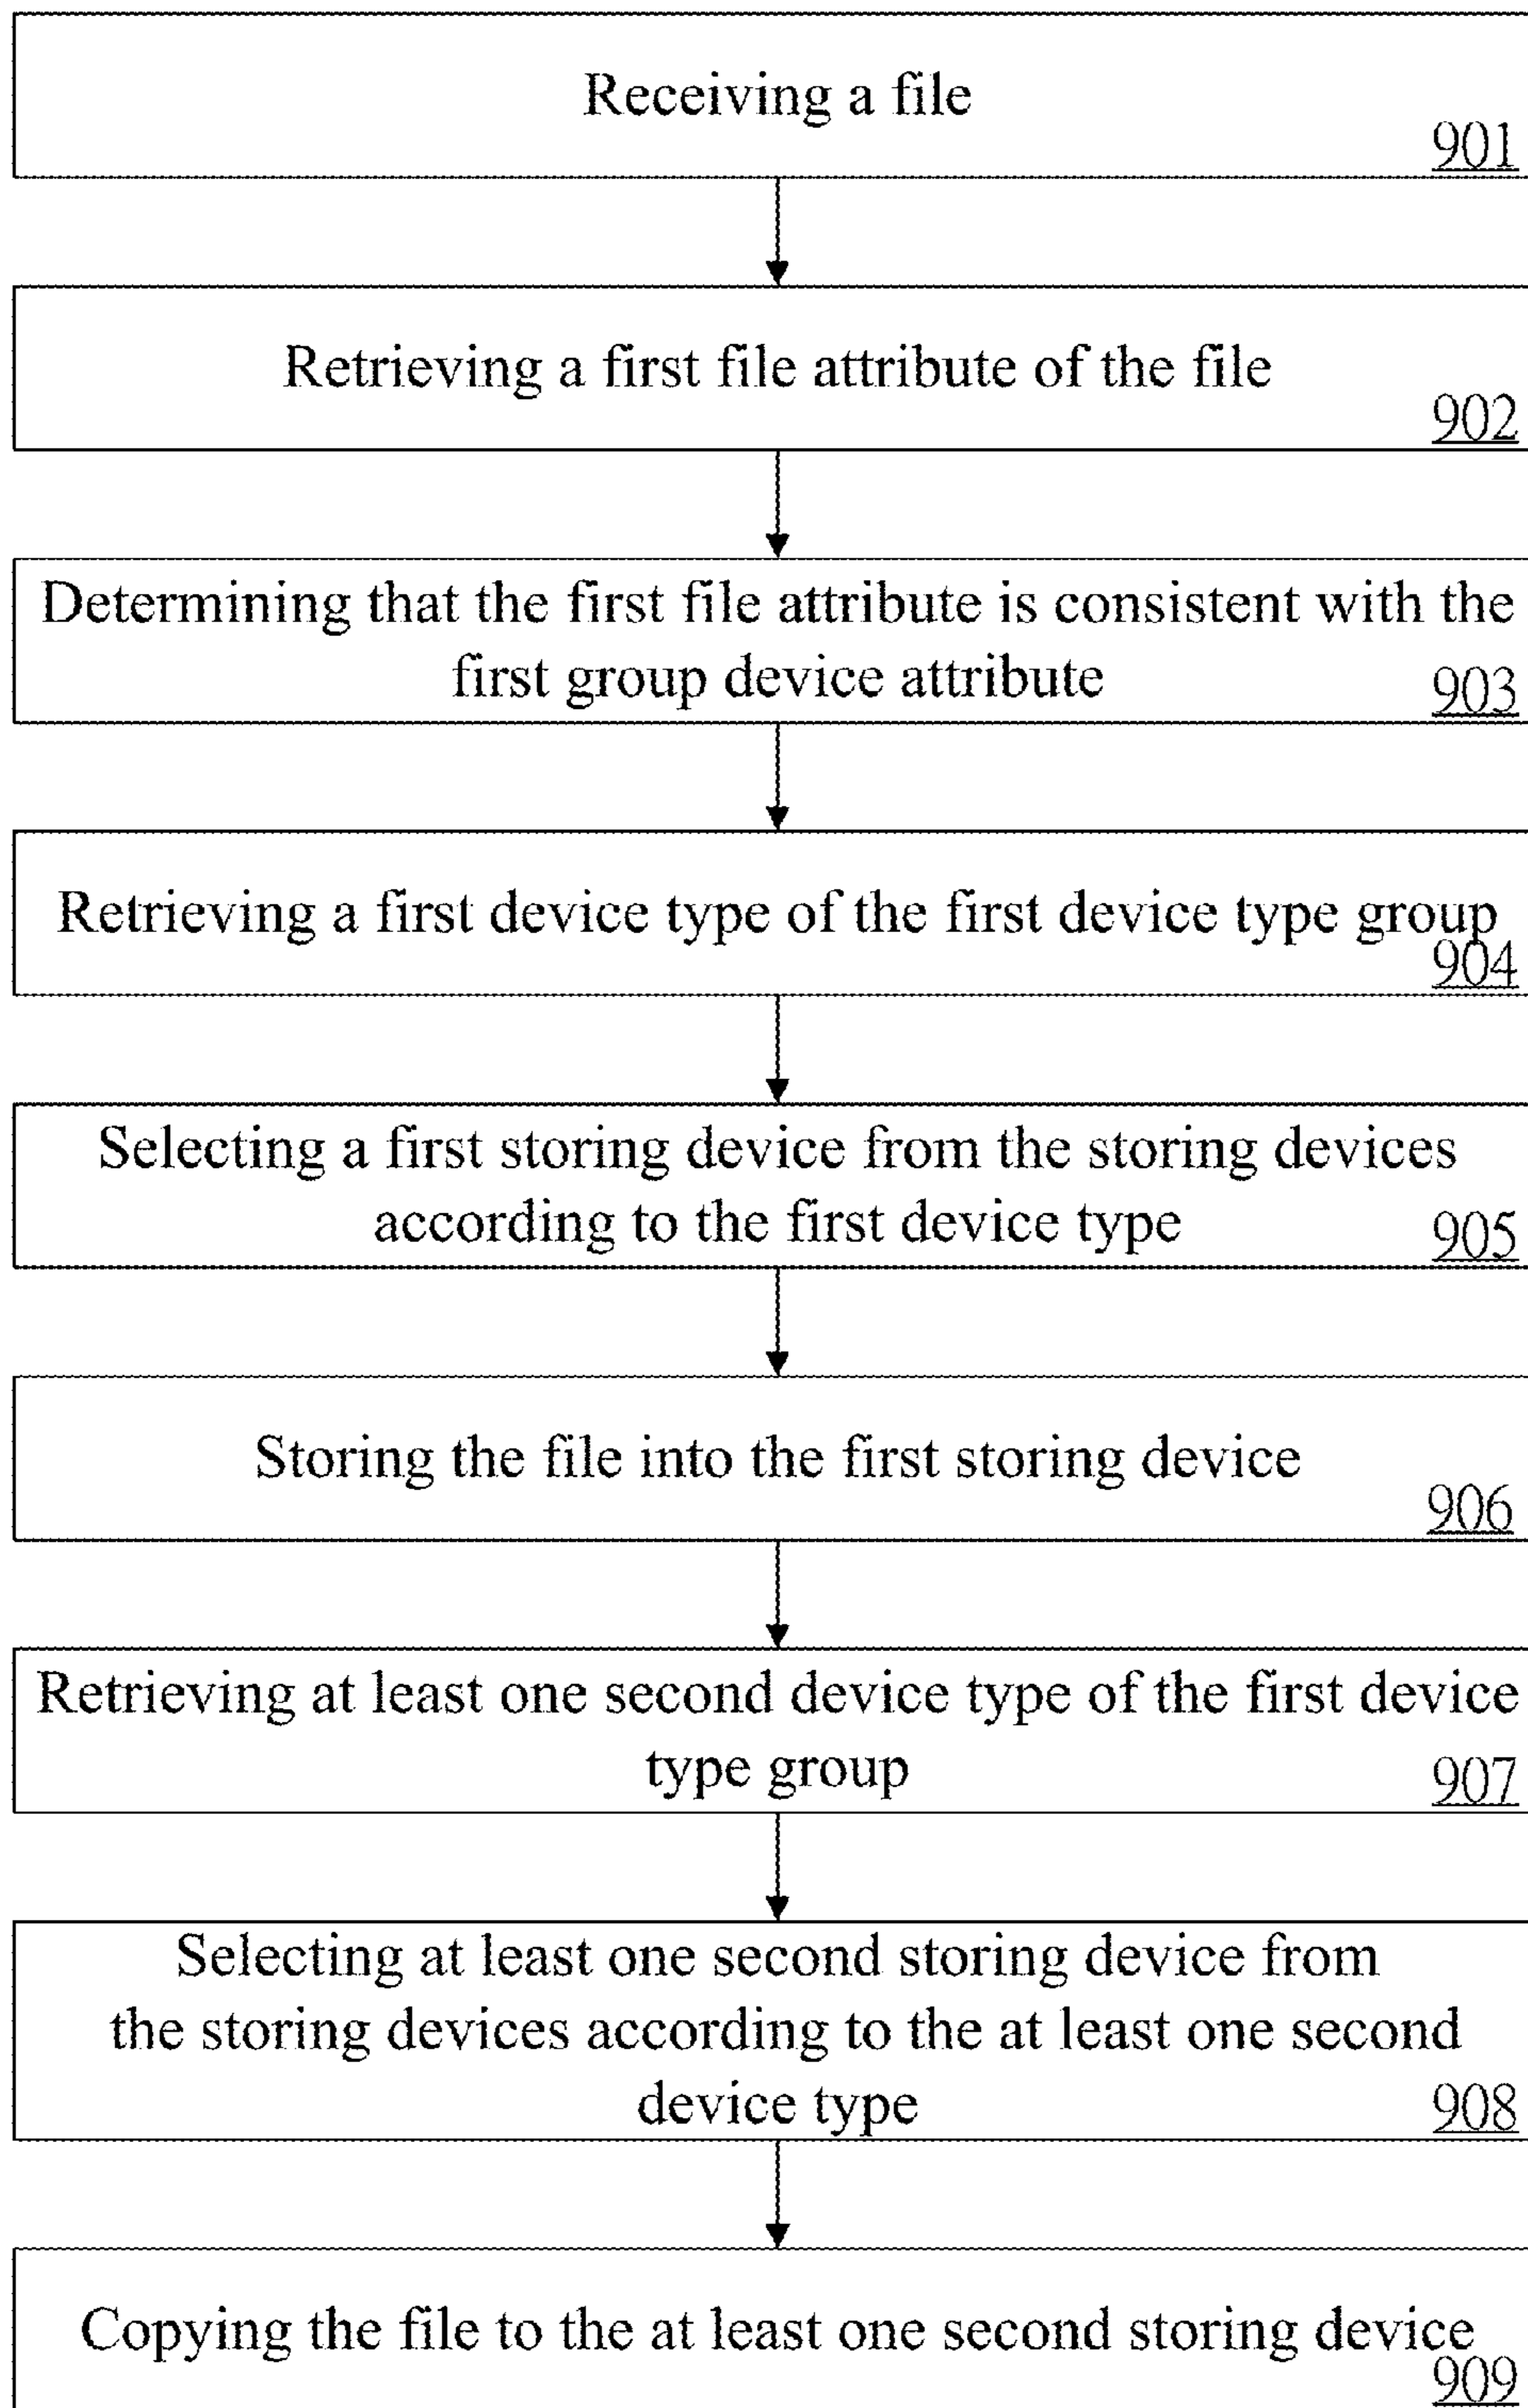 Receiving a file
901
Retrieving a first file attribute of the file
902
Determining that the first file attribute is consistent with the
first group device attribute
903
Retrieving a first device type of the first device type group
904
Selecting a first storing device from the storing devices
according to the first device type
905
Storing the file into the first storing device
906
Retrieving at least one second device type of the first device
type group
907
Selecting at least one second storing device from
the storing devices according to the at least one second
device type
908
Copying the file to the at least one second storing device
909